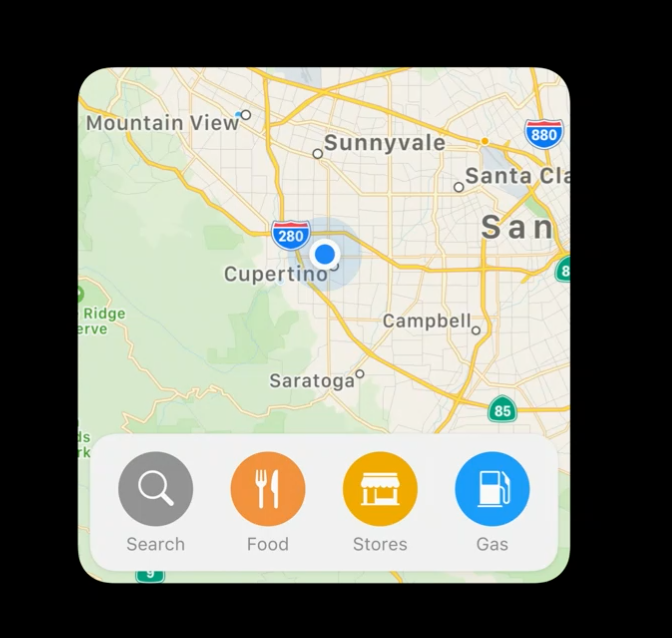 Mountain View
Sunnyvale
880
Santa Cla
San
280
8
Cupertino
Ridge
erve
Campbell
Saratoga
85
ds
rk
Search
Food
Stores
Gas
9